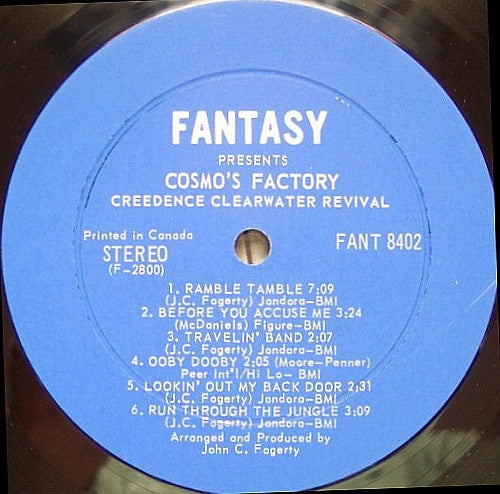 FANTASY
PRESENTS
COSMO'S FACTORY
CREEDENCE CLEARWATER REVIVAL
Printed in Canada
STEREO
(F-2800)
FANT 8402
1. RAMBLE TAMBLE 7:09
(J.C. Fogerty) Jondora-BMI
2. BEFORE YOU ACCUSE ME 3:24
(McDaniels) Figure-BMI
3. TRAVELIN' BAND 2:07
(J.C. Fogerty) Jondora-BMI
4. OOBY DOOBY 2:05 (Moore-Penner)
Peer Int'l/Hi Lo- BMI
5. LOOKIN' OUT MY BACK DOOR 2;31
(J.C. Fogerty) Jondora-BMI
6. RUN THROUGH THE JUNGLE 3:09
(J.C. Fogerty) Jondora-BMI
Arranged and Produced by
John C. Fogerty